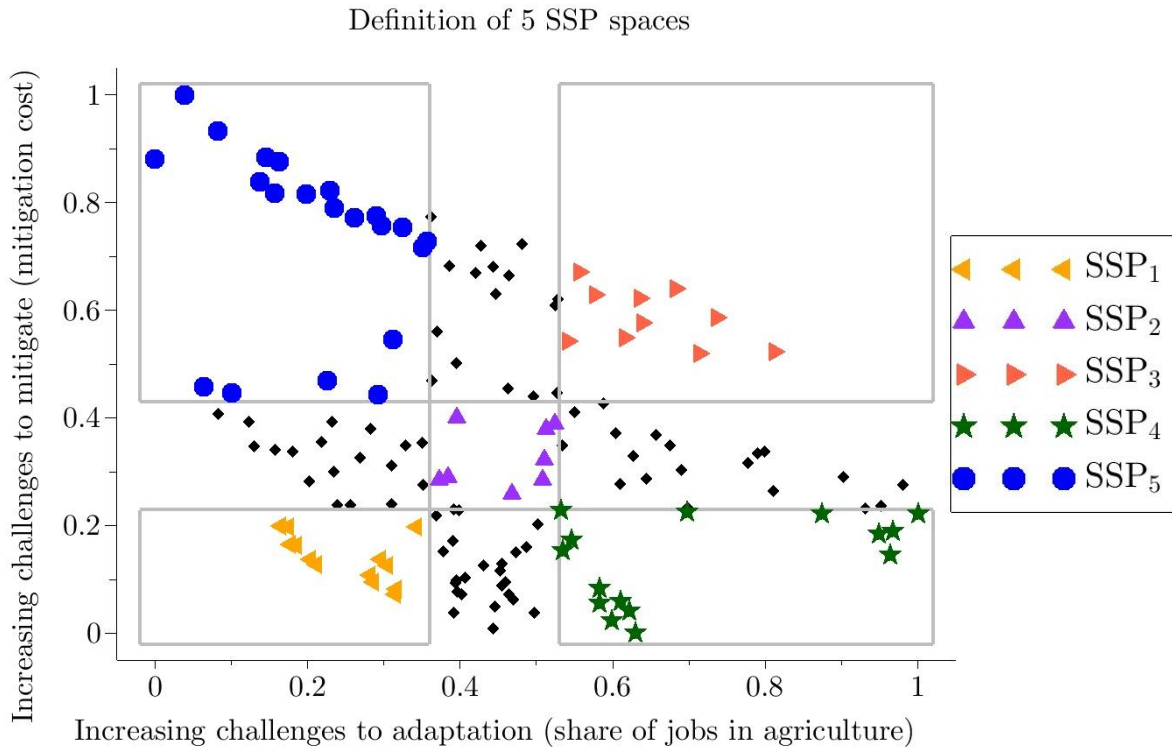 Definition of 5 SSP spaces
Increasing challenges to mitigate (mitigation cost)
1
0.8
0.6
0.4
0.2
0
0
0.2
0.4
0.6
0.8
1
Increasing challenges to adaptation (share of jobs in agriculture)
SSP₁
SSP₂
SSP₃
SSP₄
SSP₅